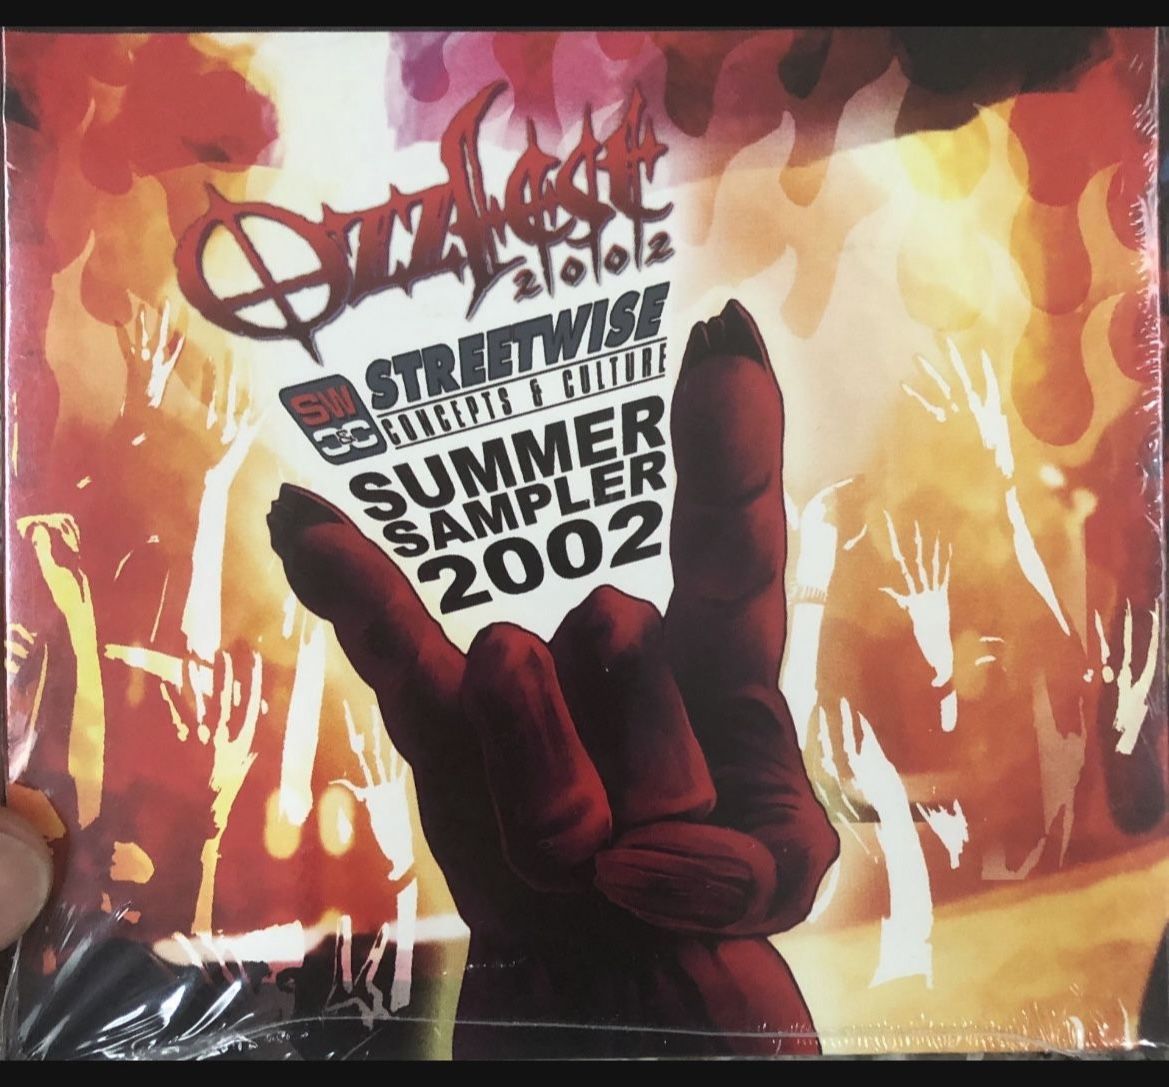 Ozzfest
2002
STREETWISE
SW
C&C
CONCEPTS & CULTURE
SUMMER
SAMPLER
2002